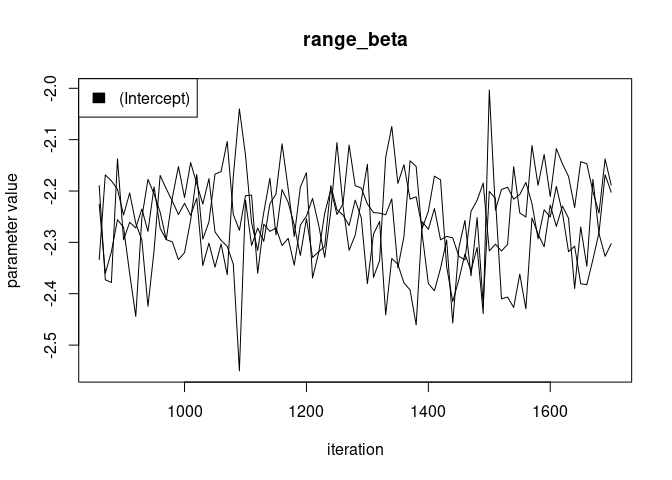 range_beta
(Intercept)
parameter value
-2.0
-2.1
-2.2
-2.3
-2.4
-2.5
1000 1200 1400 1600
iteration